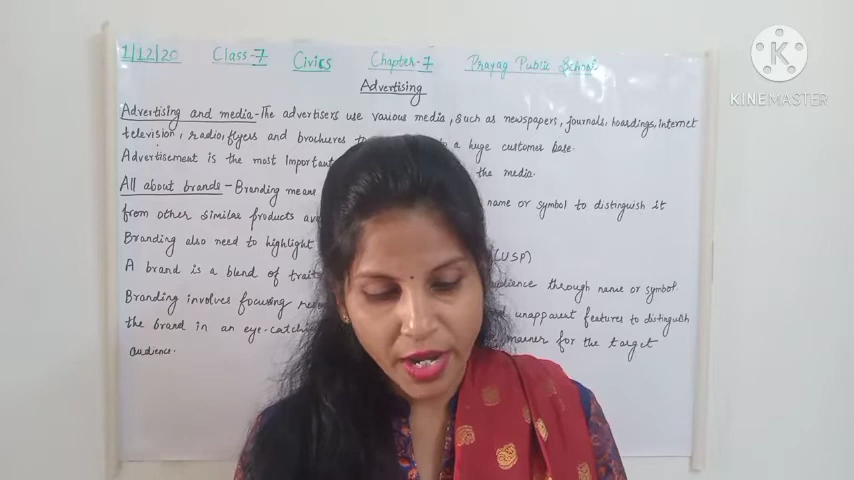 1/12/20 Class-7 Civics Chapter-7 Prayag Public School
Advertising
Advertising and media-The advertisers use various media, such as newspapers, journals, hoardings, internet
television, radio, flyers and brochures to a huge customer base.
Advertisement is the most important the media.
All about brands-Branding means name or symbol to distinguish it
from other similar products
Branding also need to highlight (USP)
A brand is a blend of traits audience through name or symbol.
Branding involves focusing unapparent features to distinguish
the brand in an eye-catching manner for the target
audience.
K
KINEMASTER